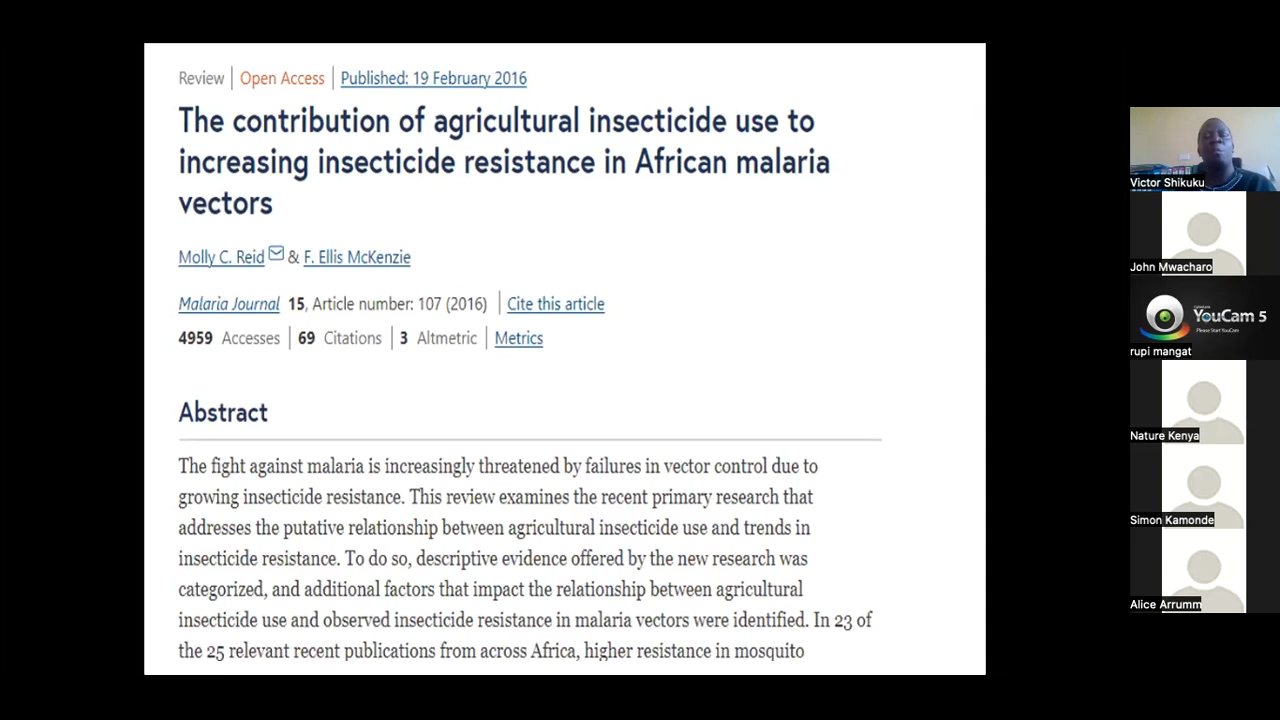 Review | Open Access | Published: 19 February 2016
The contribution of agricultural insecticide use to
increasing insecticide resistance in African malaria
vectors
Molly C. Reid & F. Ellis McKenzie
Malaria Journal 15, Article number: 107 (2016) | Cite this article
4959 Accesses | 69 Citations | 3 Altmetric | Metrics
Abstract
The fight against malaria is increasingly threatened by failures in vector control due to
growing insecticide resistance. This review examines the recent primary research that
addresses the putative relationship between agricultural insecticide use and trends in
insecticide resistance. To do so, descriptive evidence offered by the new research was
categorized, and additional factors that impact the relationship between agricultural
insecticide use and observed insecticide resistance in malaria vectors were identified. In 23 of
the 25 relevant recent publications from across Africa, higher resistance in mosquito
Victor Shikuku
John Mwacharo
YouCam 5
Please Start YouCam
rupi mangat
Nature Kenya
Simon Kamonde
Alice Arrumm